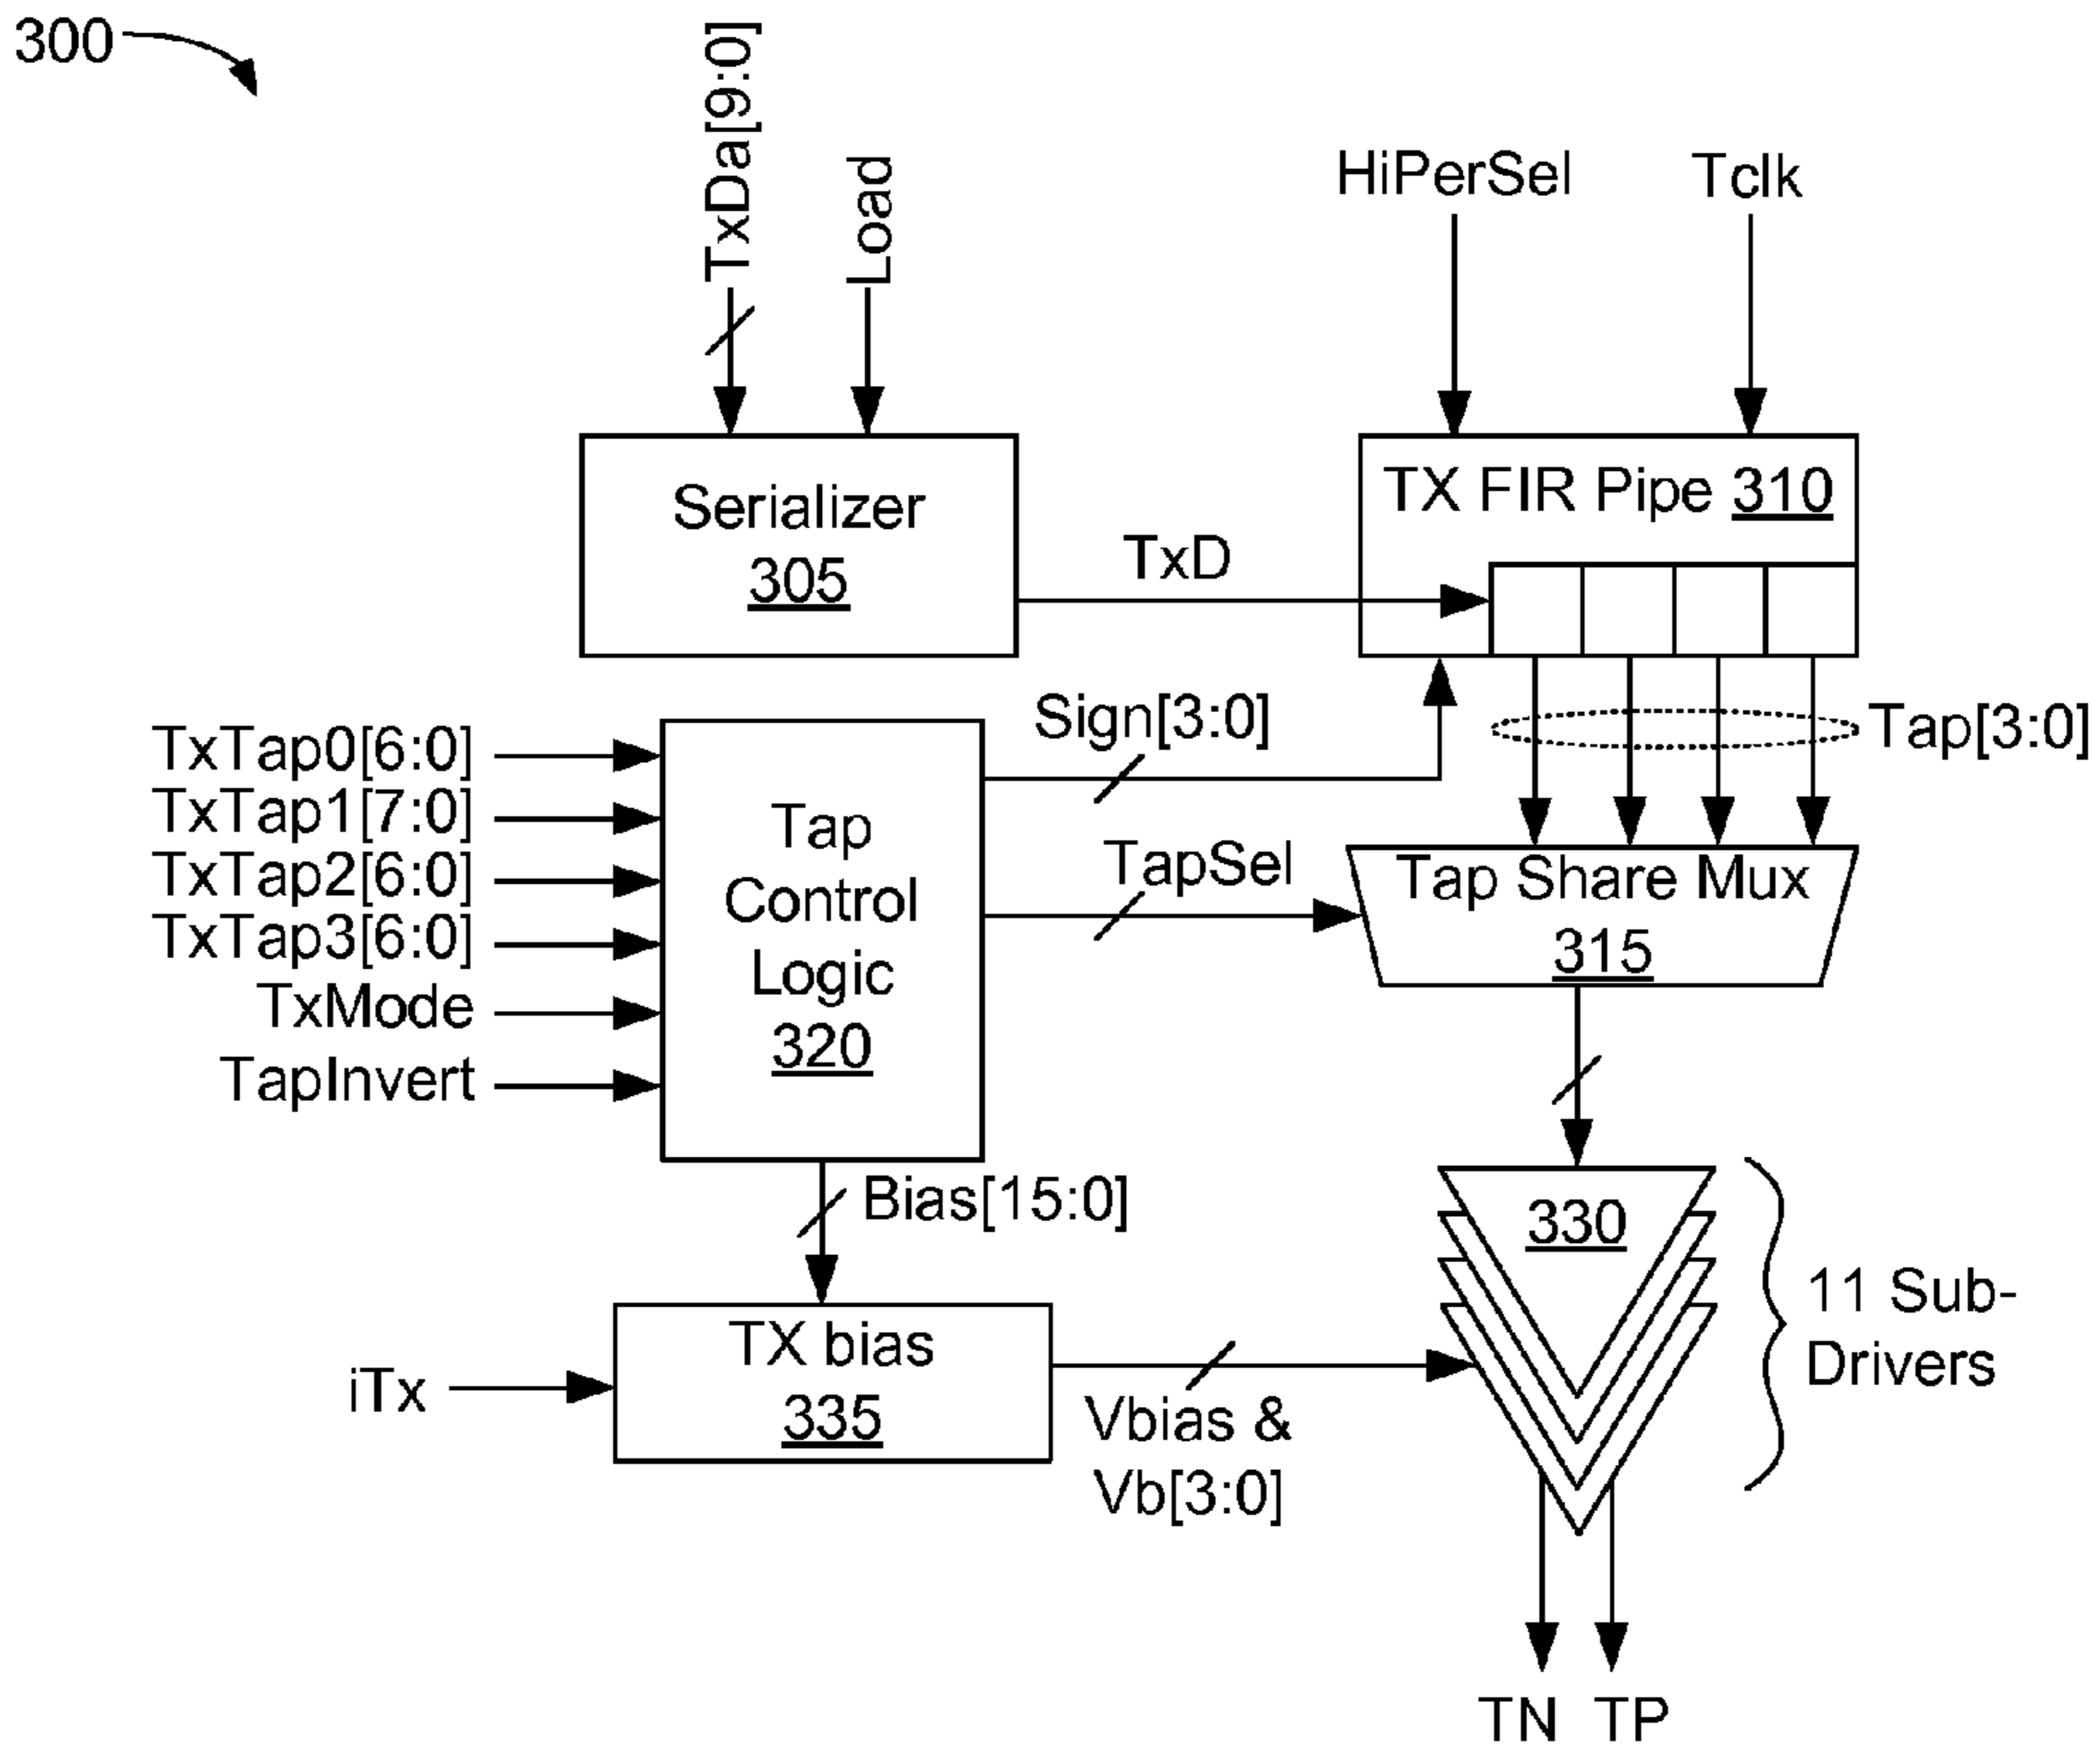 300
TxDa[9:0]
Load
HiPerSel
Tclk
Serializer
305
TX FIR Pipe 310
TxD
Sign[3:0]
Tap[3:0]
TxTap0[6:0]
TxTap1[7:0]
TxTap2[6:0]
TxTap3[6:0]
TxMode
TapInvert
Tap
Control
Logic
320
TapSel
Tap Share Mux
315
Bias[15:0]
330
11 Sub-
Drivers
iTx
TX bias
335
Vbias &
Vb[3:0]
TN
TP